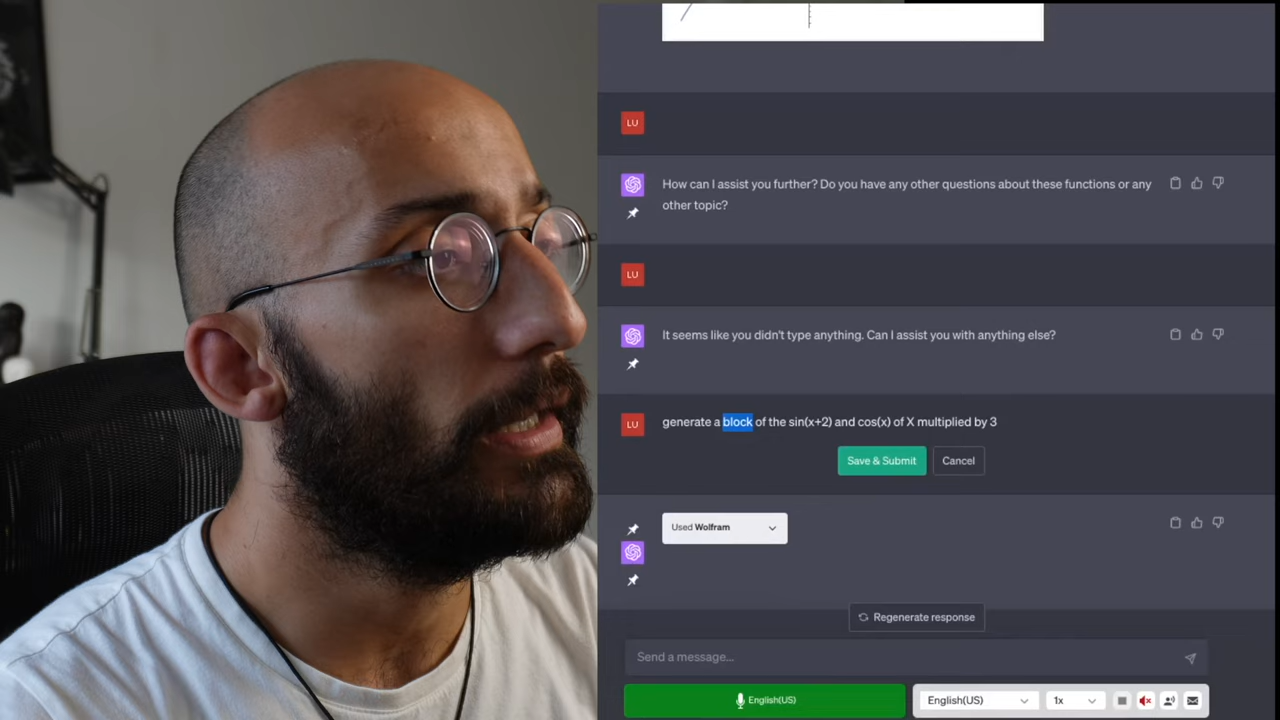 LU
How can I assist you further? Do you have any other questions about these functions or any
other topic?
LU
It seems like you didn't type anything. Can I assist you with anything else?
LU
generate a block of the sin(x+2) and cos(x) of X multiplied by 3
Save & Submit
Cancel
Used Wolfram
Regenerate response
Send a message...
English(US)
English(US)
1x